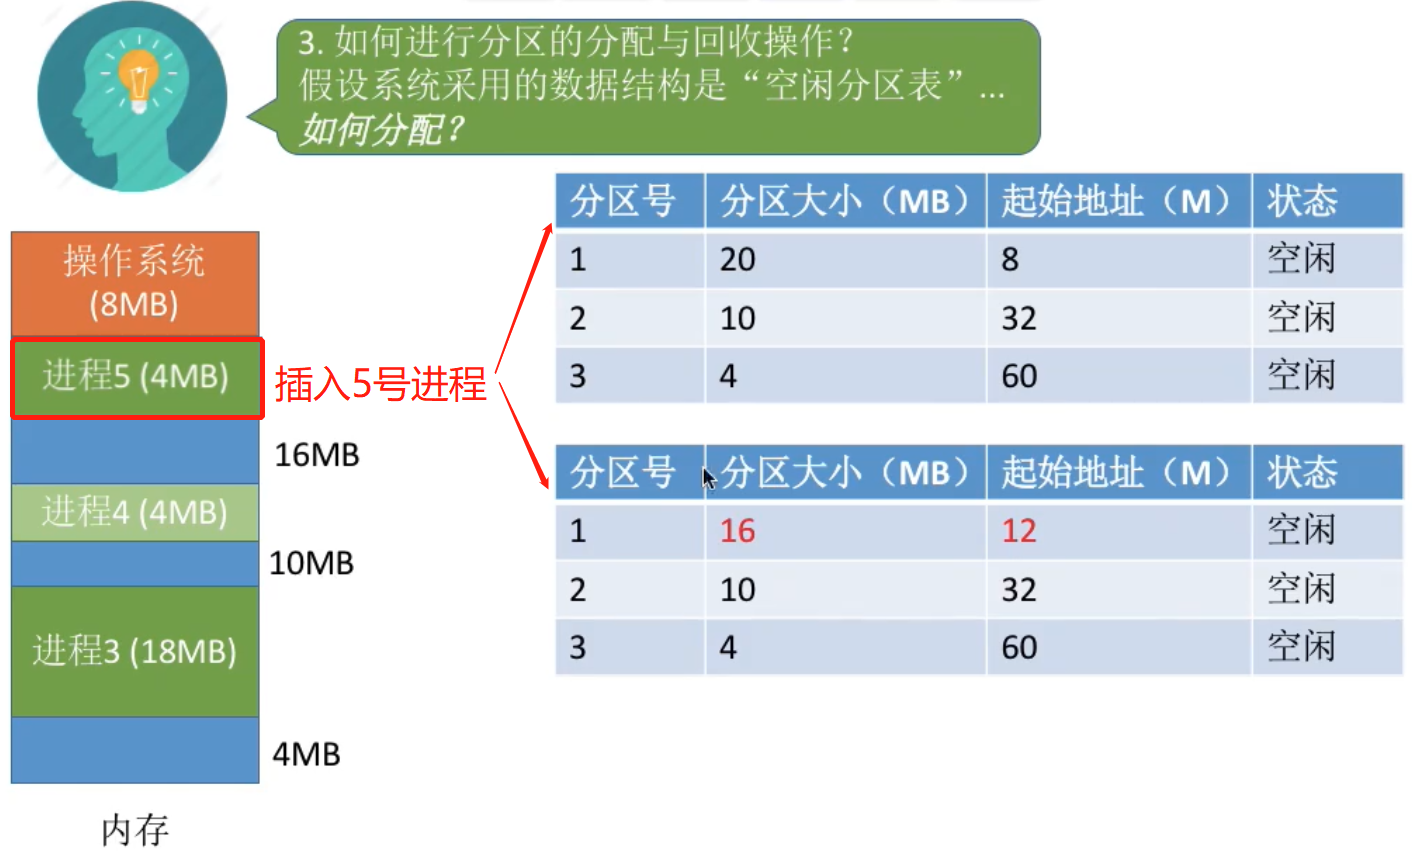 3. 如何进行分区的分配与回收操作？
假设系统采用的数据结构是“空闲分区表”...
如何分配？
操作系统
(8MB)
进程5 (4MB)
插入5号进程
16MB
进程4 (4MB)
10MB
进程3 (18MB)
4MB
内存
分区号 分区大小（MB） 起始地址（M） 状态
1 20 8 空闲
2 10 32 空闲
3 4 60 空闲
分区号 分区大小（MB） 起始地址（M） 状态
1 16 12 空闲
2 10 32 空闲
3 4 60 空闲